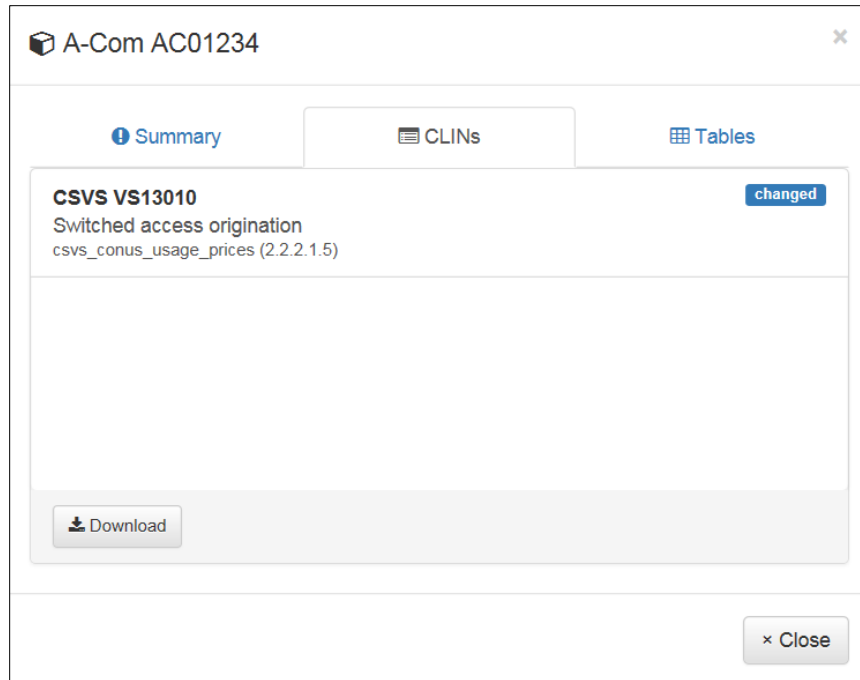 A-Com AC01234
×
Summary
CLINs
Tables
CSVS VS13010
changed
Switched access origination
csvs_conus_usage_prices (2.2.2.1.5)
Download
× Close